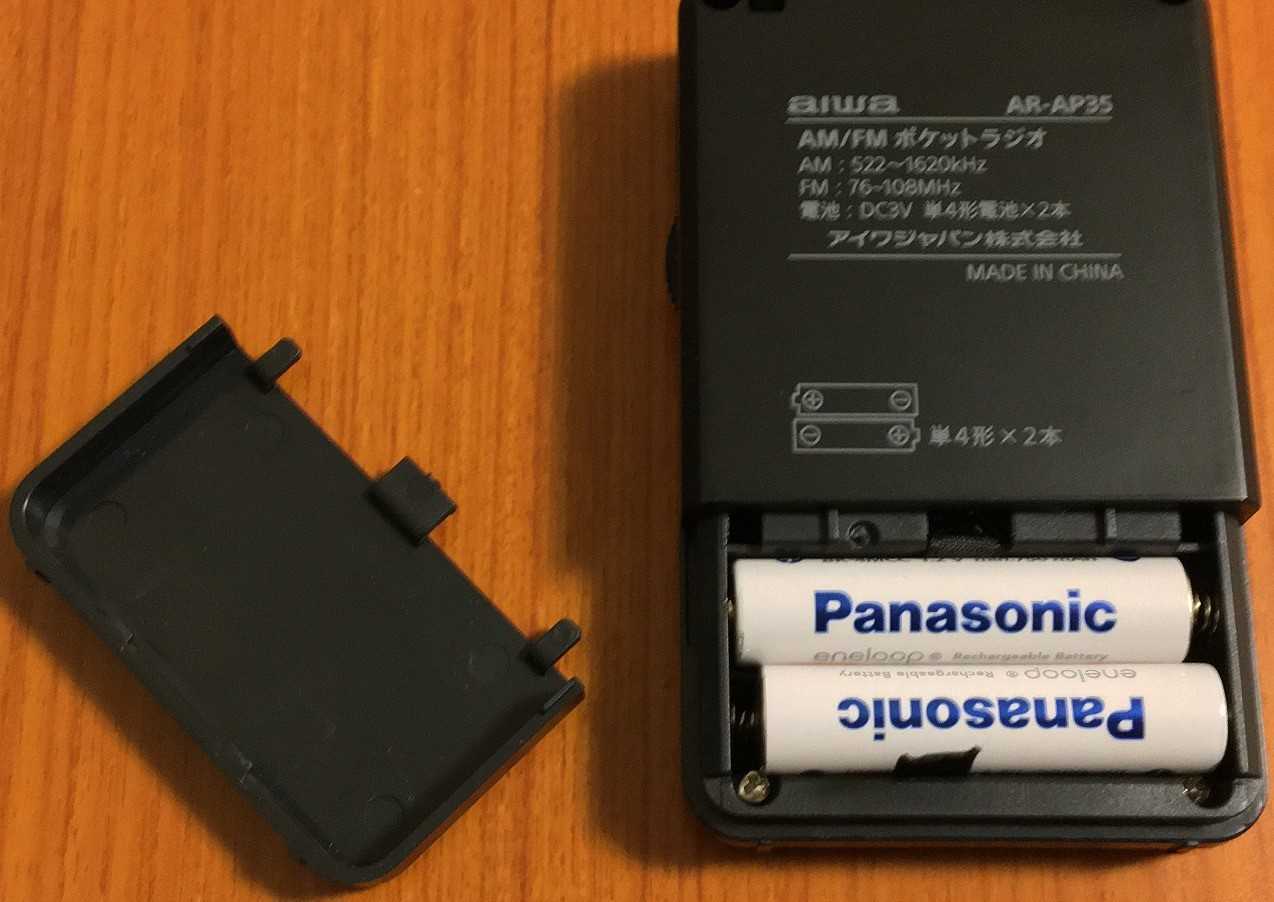 aiwa AR-AP35
AM/FM ポケットラジオ
AM : 522~1620kHz
FM : 76~108MHz
電池 : DC3V 単4形電池×2本
アイワジャパン株式会社
MADE IN CHINA
⊕ ⊖
⊖ ⊕ 単4形×2本
Panasonic
eneloop® Rechargeable Battery
eneloop® Rechargeable Battery
Panasonic